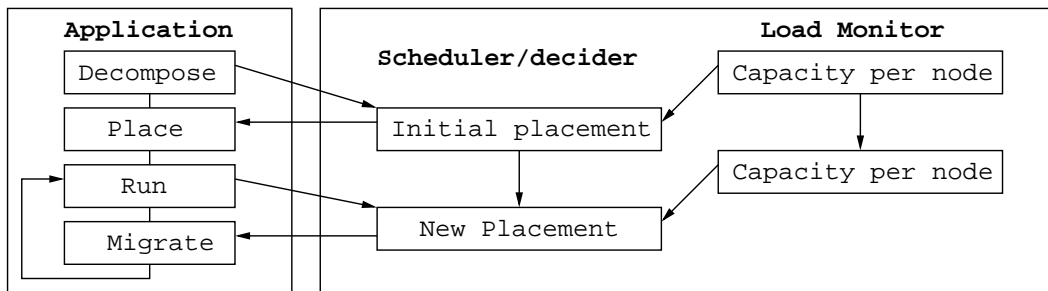 Application
Decompose
Place
Run
Migrate
Scheduler/decider
Initial placement
New Placement
Load Monitor
Capacity per node
Capacity per node